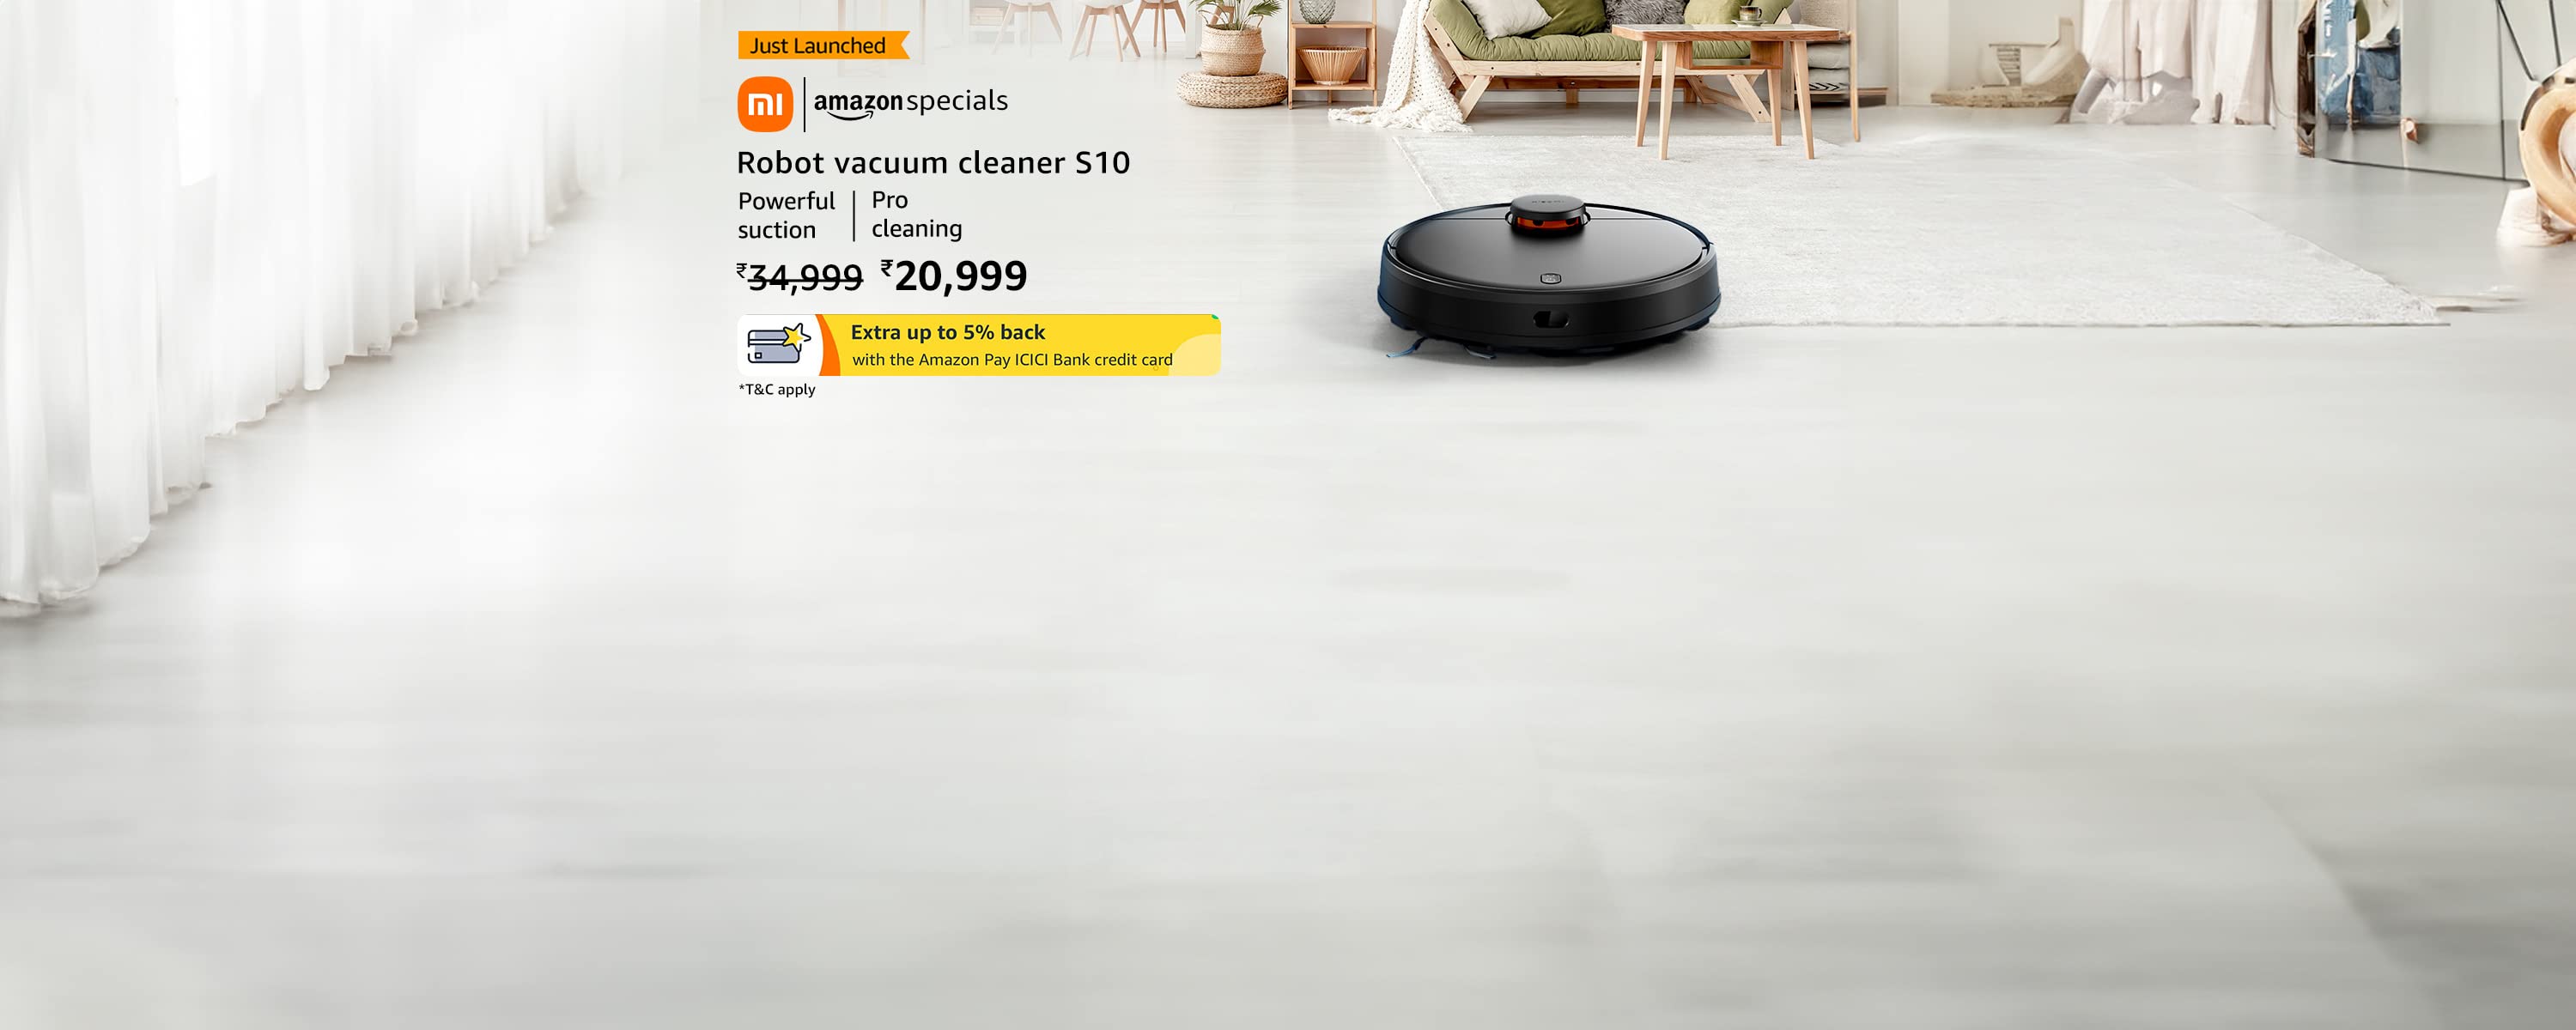 Just Launched
mi
amazon specials
Robot vacuum cleaner S10
Powerful suction | Pro cleaning
₹34,999 ₹20,999
Extra up to 5% back
with the Amazon Pay ICICI Bank credit card
*T&C apply